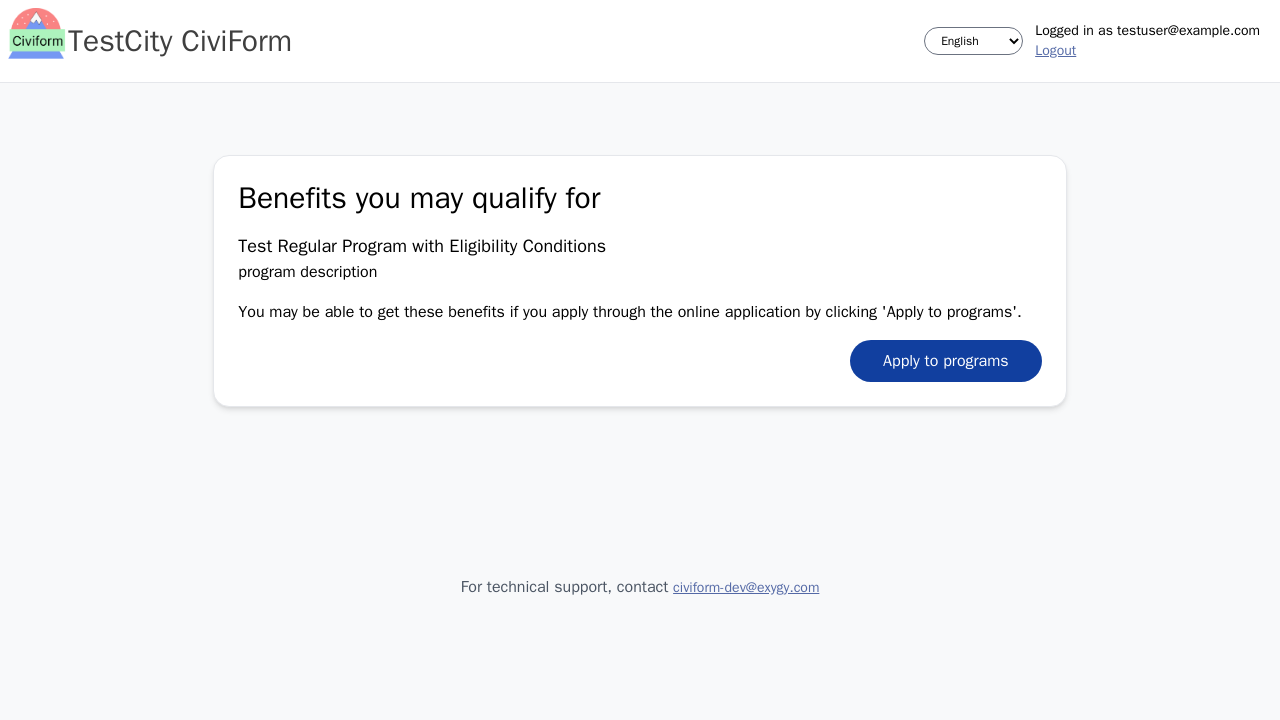 Civiform
TestCity CiviForm
English
Logged in as testuser@example.com
Logout
Benefits you may qualify for
Test Regular Program with Eligibility Conditions
program description
You may be able to get these benefits if you apply through the online application by clicking 'Apply to programs'.
Apply to programs
For technical support, contact civiform-dev@exygy.com